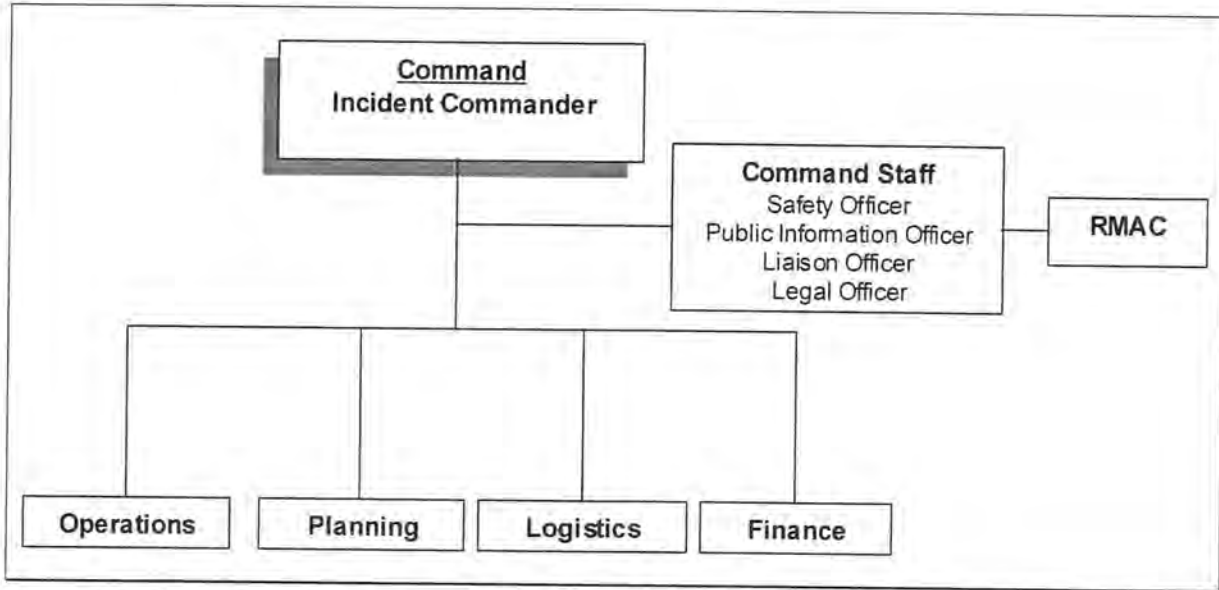 Command
Incident Commander
Command Staff
Safety Officer
Public Information Officer
Liaison Officer
Legal Officer
RMAC
Operations
Planning
Logistics
Finance